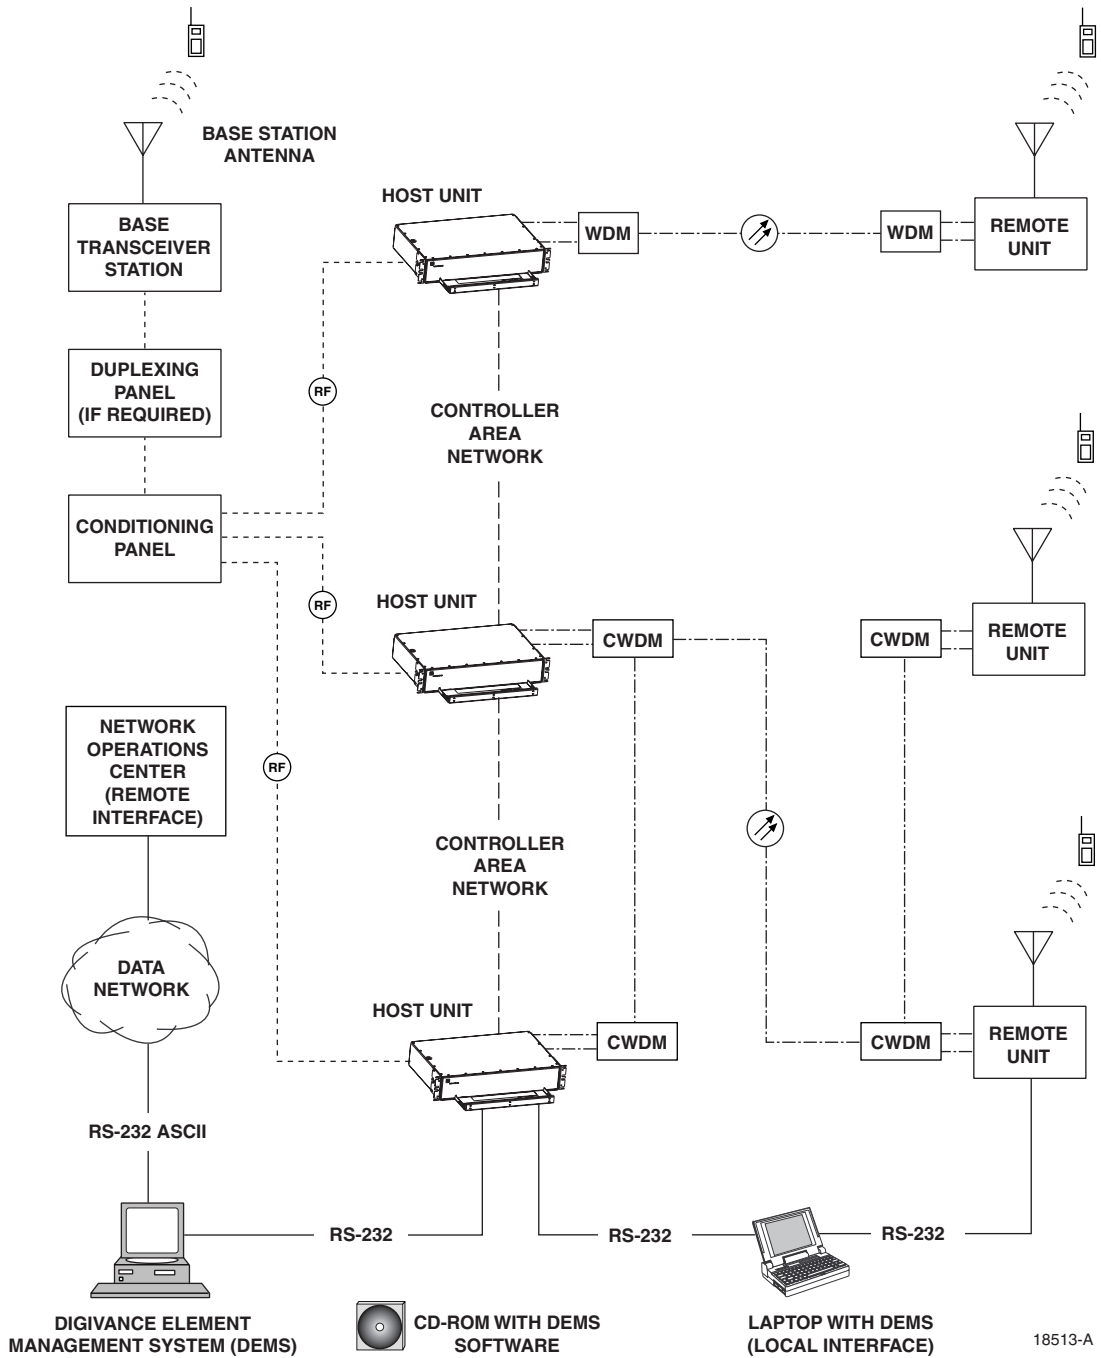 BASE STATION
ANTENNA
HOST UNIT
BASE
TRANSCEIVER
STATION
WDM
WDM
REMOTE
UNIT
DUPLEXING
PANEL
(IF REQUIRED)
RF
CONTROLLER
AREA
NETWORK
CONDITIONING
PANEL
HOST UNIT
RF
CWDM
CWDM
REMOTE
UNIT
NETWORK
OPERATIONS
CENTER
(REMOTE
INTERFACE)
RF
CONTROLLER
AREA
NETWORK
DATA
NETWORK
HOST UNIT
CWDM
CWDM
REMOTE
UNIT
RS-232 ASCII
RS-232
RS-232
RS-232
DIGIVANCE ELEMENT
MANAGEMENT SYSTEM (DEMS)
CD-ROM WITH DEMS
SOFTWARE
LAPTOP WITH DEMS
(LOCAL INTERFACE)
18513-A